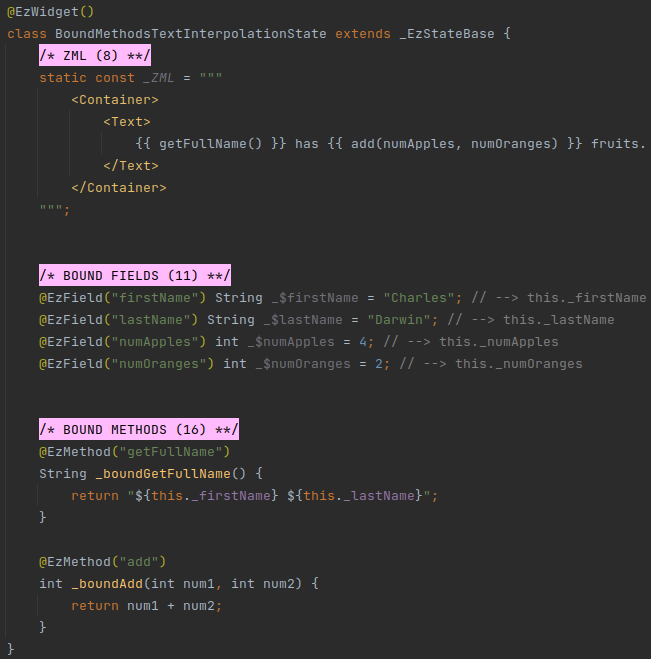 @EzWidget()
class BoundMethodsTextInterpolationState extends _EzStateBase {
/* ZML (8) **/
static const _ZML = """
<Container>
<Text>
{{ getFullName() }} has {{ add(numApples, numOranges) }} fruits.
</Text>
</Container>
""";
/* BOUND FIELDS (11) **/
@EzField("firstName") String _$firstName = "Charles"; // --> this._firstName
@EzField("lastName") String _$lastName = "Darwin"; // --> this._lastName
@EzField("numApples") int _$numApples = 4; // --> this._numApples
@EzField("numOranges") int _$numOranges = 2; // --> this._numOranges
/* BOUND METHODS (16) **/
@EzMethod("getFullName")
String _boundGetFullName() {
return "${this._firstName} ${this._lastName}";
}
@EzMethod("add")
int _boundAdd(int num1, int num2) {
return num1 + num2;
}
}